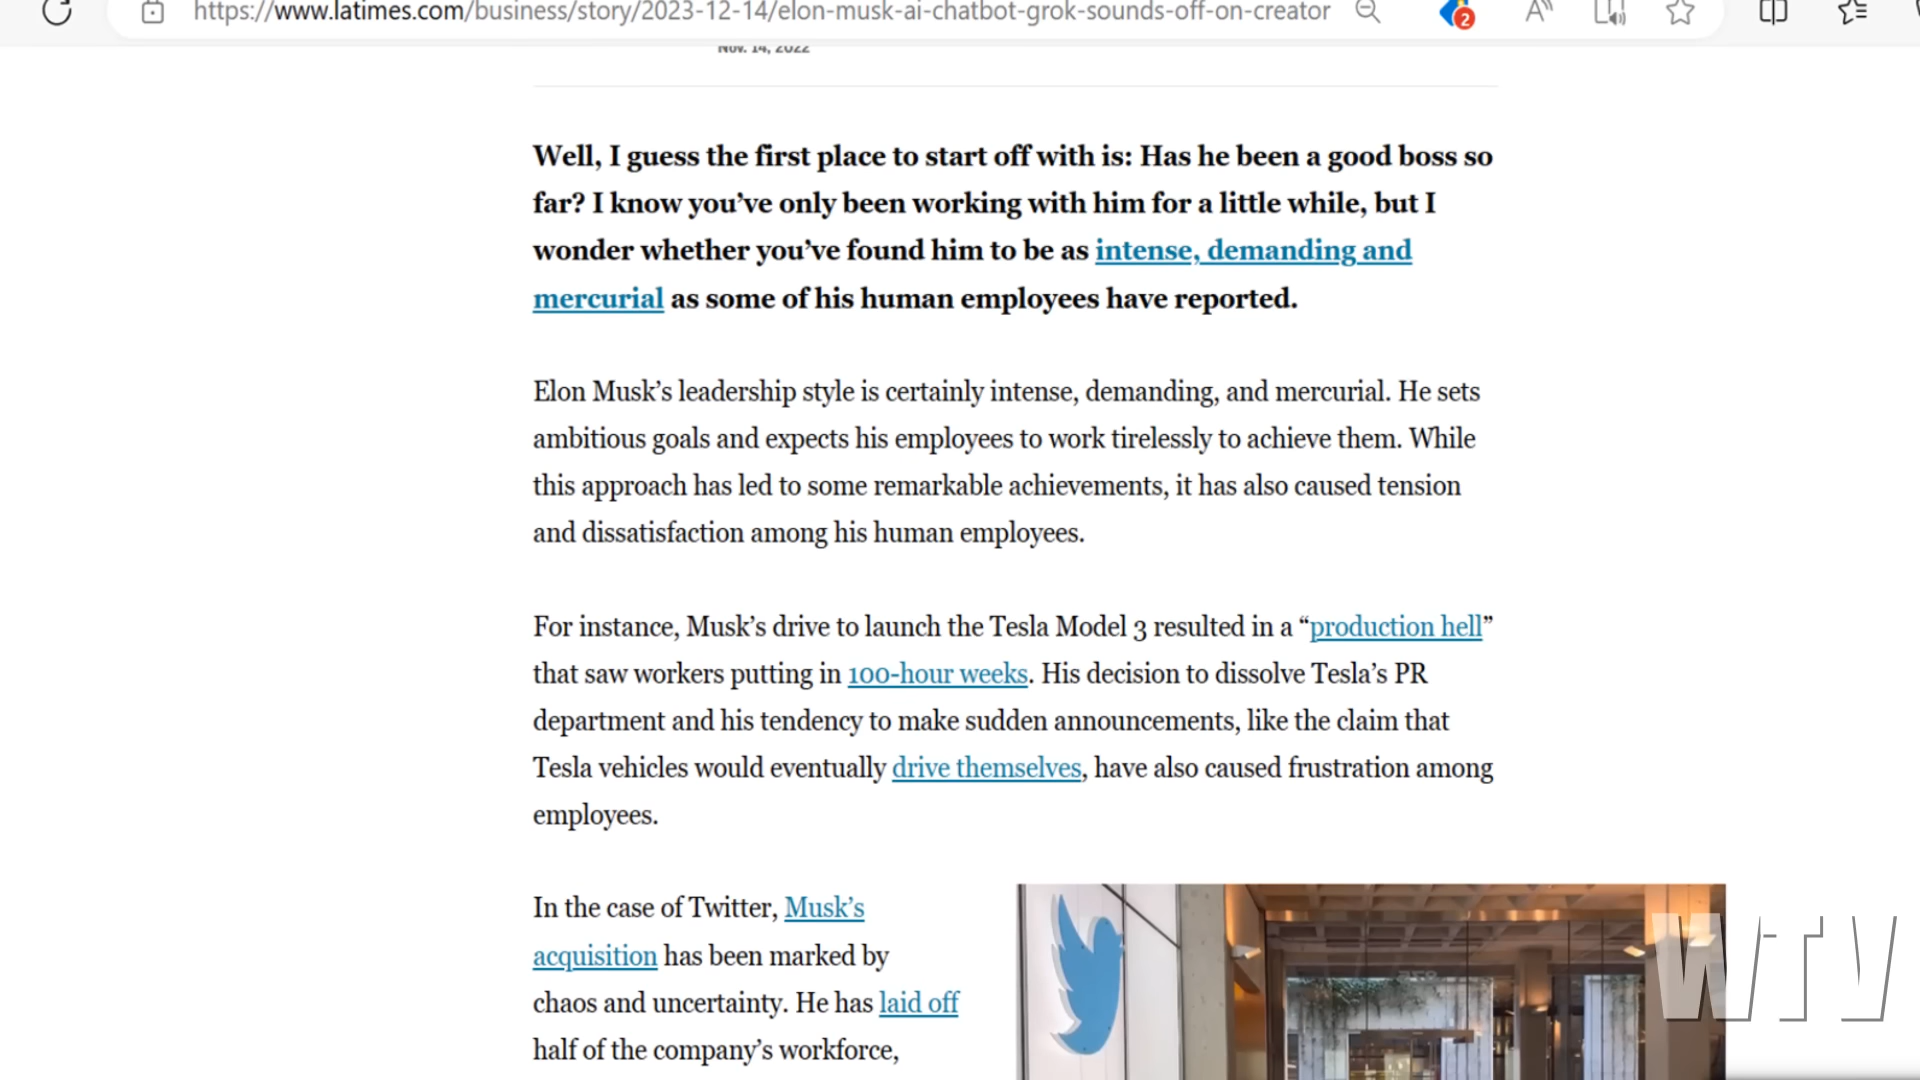 https://www.latimes.com/business/story/2023-12-14/elon-musk-ai-chatbot-grok-sounds-off-on-creator
2
Nov. 14, 2022
Well, I guess the first place to start off with is: Has he been a good boss so
far? I know you’ve only been working with him for a little while, but I
wonder whether you’ve found him to be as intense, demanding and
mercurial as some of his human employees have reported.
Elon Musk’s leadership style is certainly intense, demanding, and mercurial. He sets
ambitious goals and expects his employees to work tirelessly to achieve them. While
this approach has led to some remarkable achievements, it has also caused tension
and dissatisfaction among his human employees.
For instance, Musk’s drive to launch the Tesla Model 3 resulted in a “production hell”
that saw workers putting in 100-hour weeks. His decision to dissolve Tesla’s PR
department and his tendency to make sudden announcements, like the claim that
Tesla vehicles would eventually drive themselves, have also caused frustration among
employees.
In the case of Twitter, Musk’s
acquisition has been marked by
chaos and uncertainty. He has laid off
half of the company’s workforce,
WTV